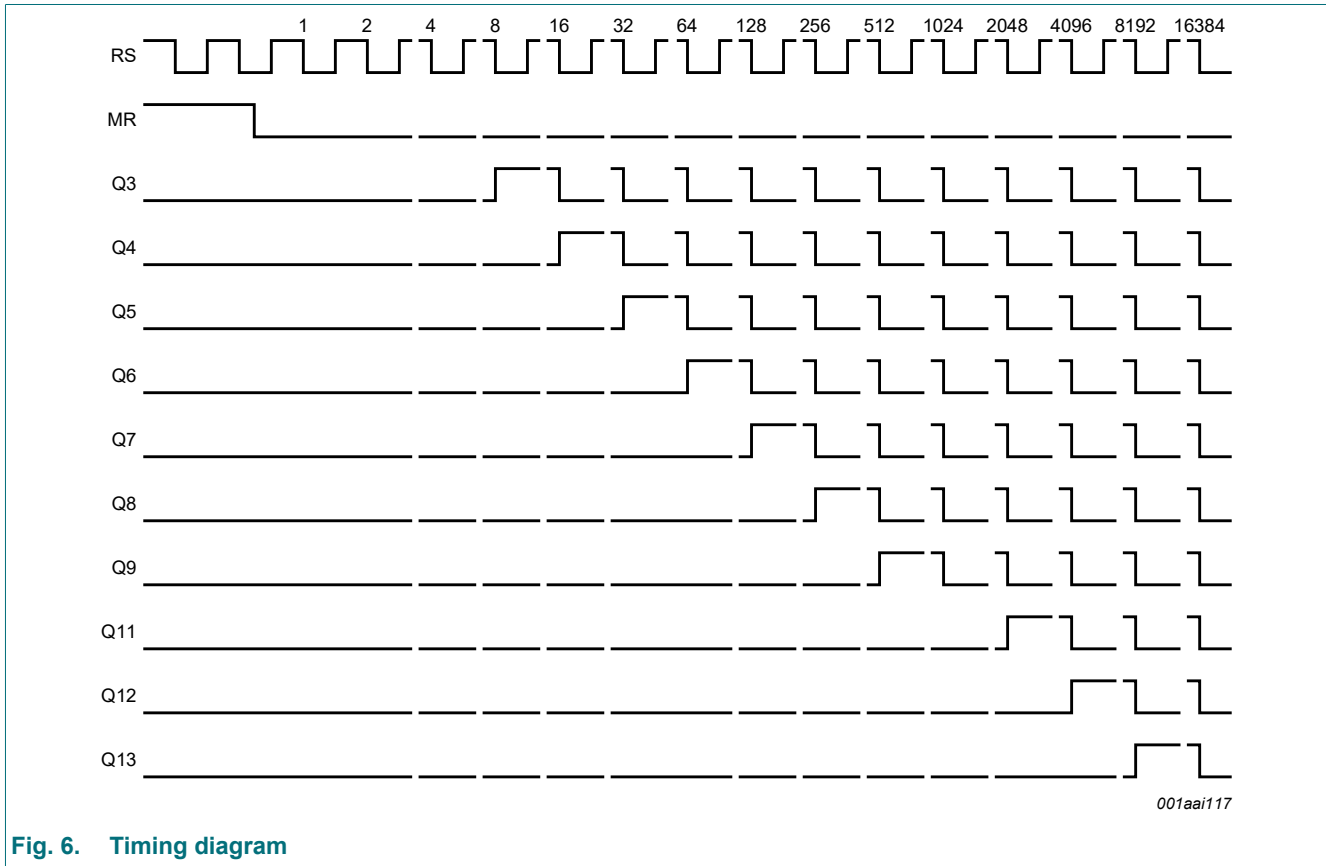 1 2 4 8 16 32 64 128 256 512 1024 2048 4096 8192 16384
RS
MR
Q3
Q4
Q5
Q6
Q7
Q8
Q9
Q11
Q12
Q13
001aai117
Fig. 6. Timing diagram